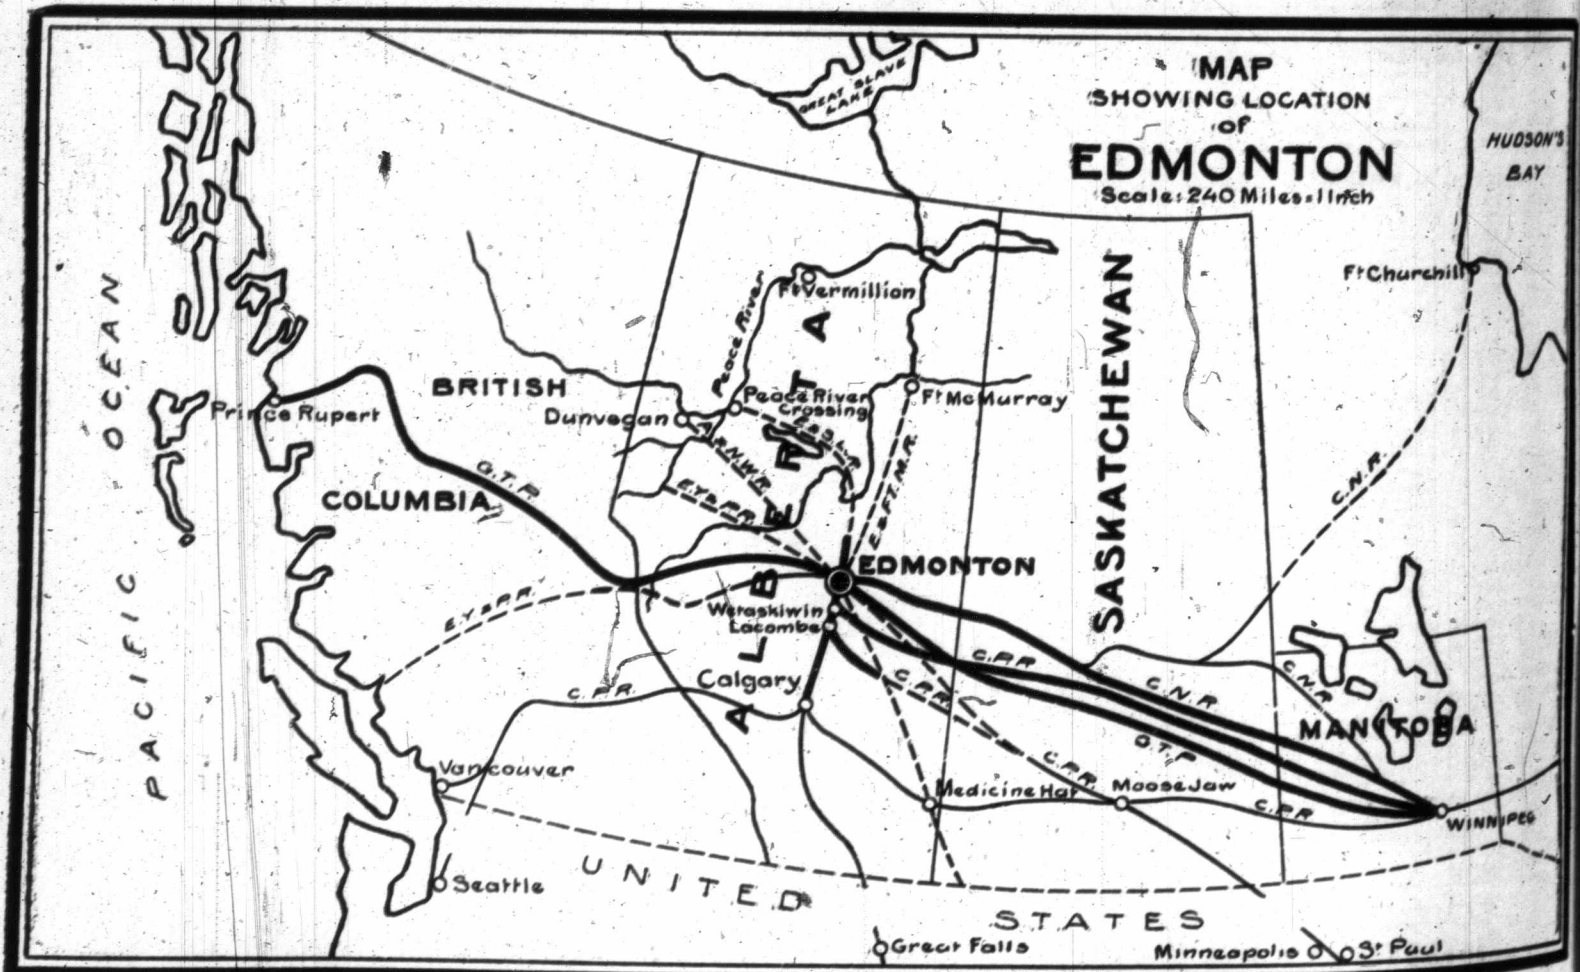 MAP
SHOWING LOCATION
of
EDMONTON
Scale: 240 Miles = 1 Inch
GREAT SLAVE
LAKE
HUDSON'S
BAY
Ft Churchill
PACIFIC OCEAN
Prince Rupert
BRITISH
COLUMBIA
G.T.P.
Dunvegan
Peace River
Ft Vermillion
Peace River
Crossing
Ft McMurray
ALBERTA
SASKATCHEWAN
C.N.R.
E.Y&P.R.
E.Y&P.R.
EDMONTON
Wetaskiwin
Lacombe
Calgary
C.P.R.
C.P.R.
C.P.R.
C.N.R.
C.N.R.
G.T.P.
C.P.R.
C.P.R.
MANITOBA
Vancouver
Medicine Hat
Moose Jaw
WINNIPEG
Seattle
UNITED STATES
Great Falls
Minneapolis
St Paul